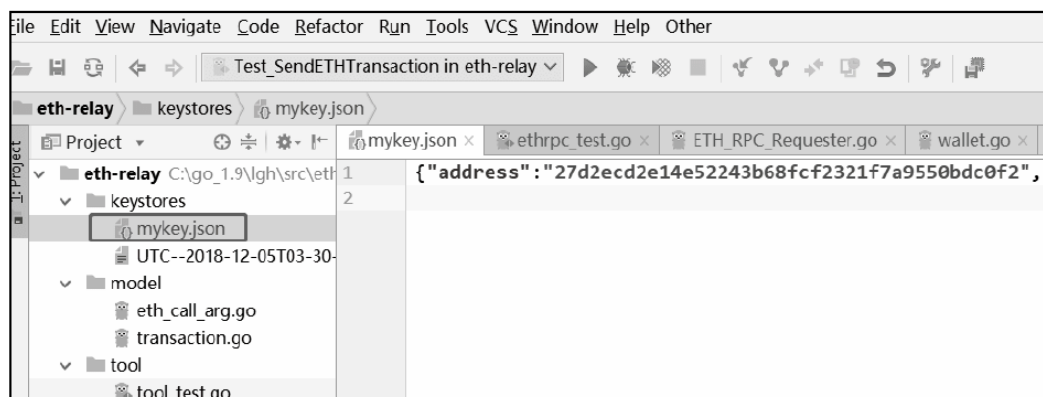 File Edit View Navigate Code Refactor Run Tools VCS Window Help Other
Test_SendETHTransaction in eth-relay
eth-relay keystores mykey.json
1: Project
Project mykey.json ethrpc_test.go ETH_RPC_Requester.go wallet.go
eth-relay C:\go_1.9\lgh\src\eth 1 {"address":"27d2ecd2e14e52243b68fcf2321f7a9550bdc0f2",
keystores 2
mykey.json
UTC--2018-12-05T03-30-
model
eth_call_arg.go
transaction.go
tool
tool_test.go